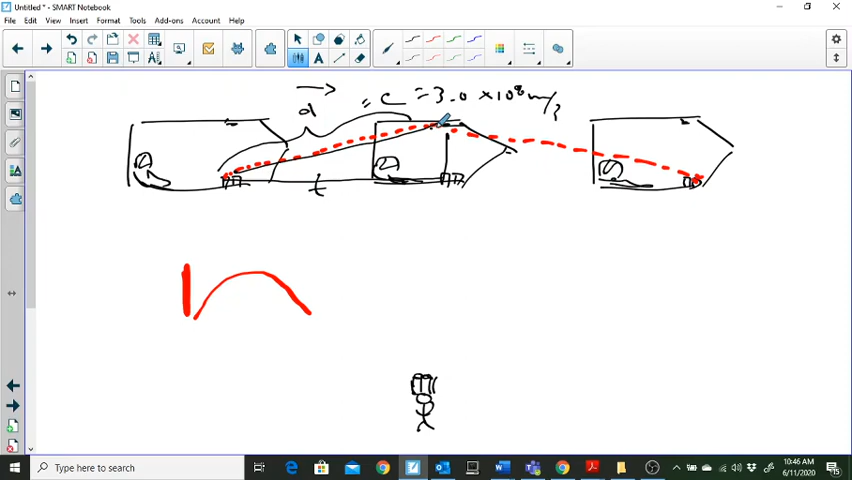 Untitled * - SMART Notebook
File Edit View Insert Format Tools Add-ons Account Help
d = c = 3.0 × 10⁸ m/s
t
Type here to search
10:46 AM
6/11/2020
15